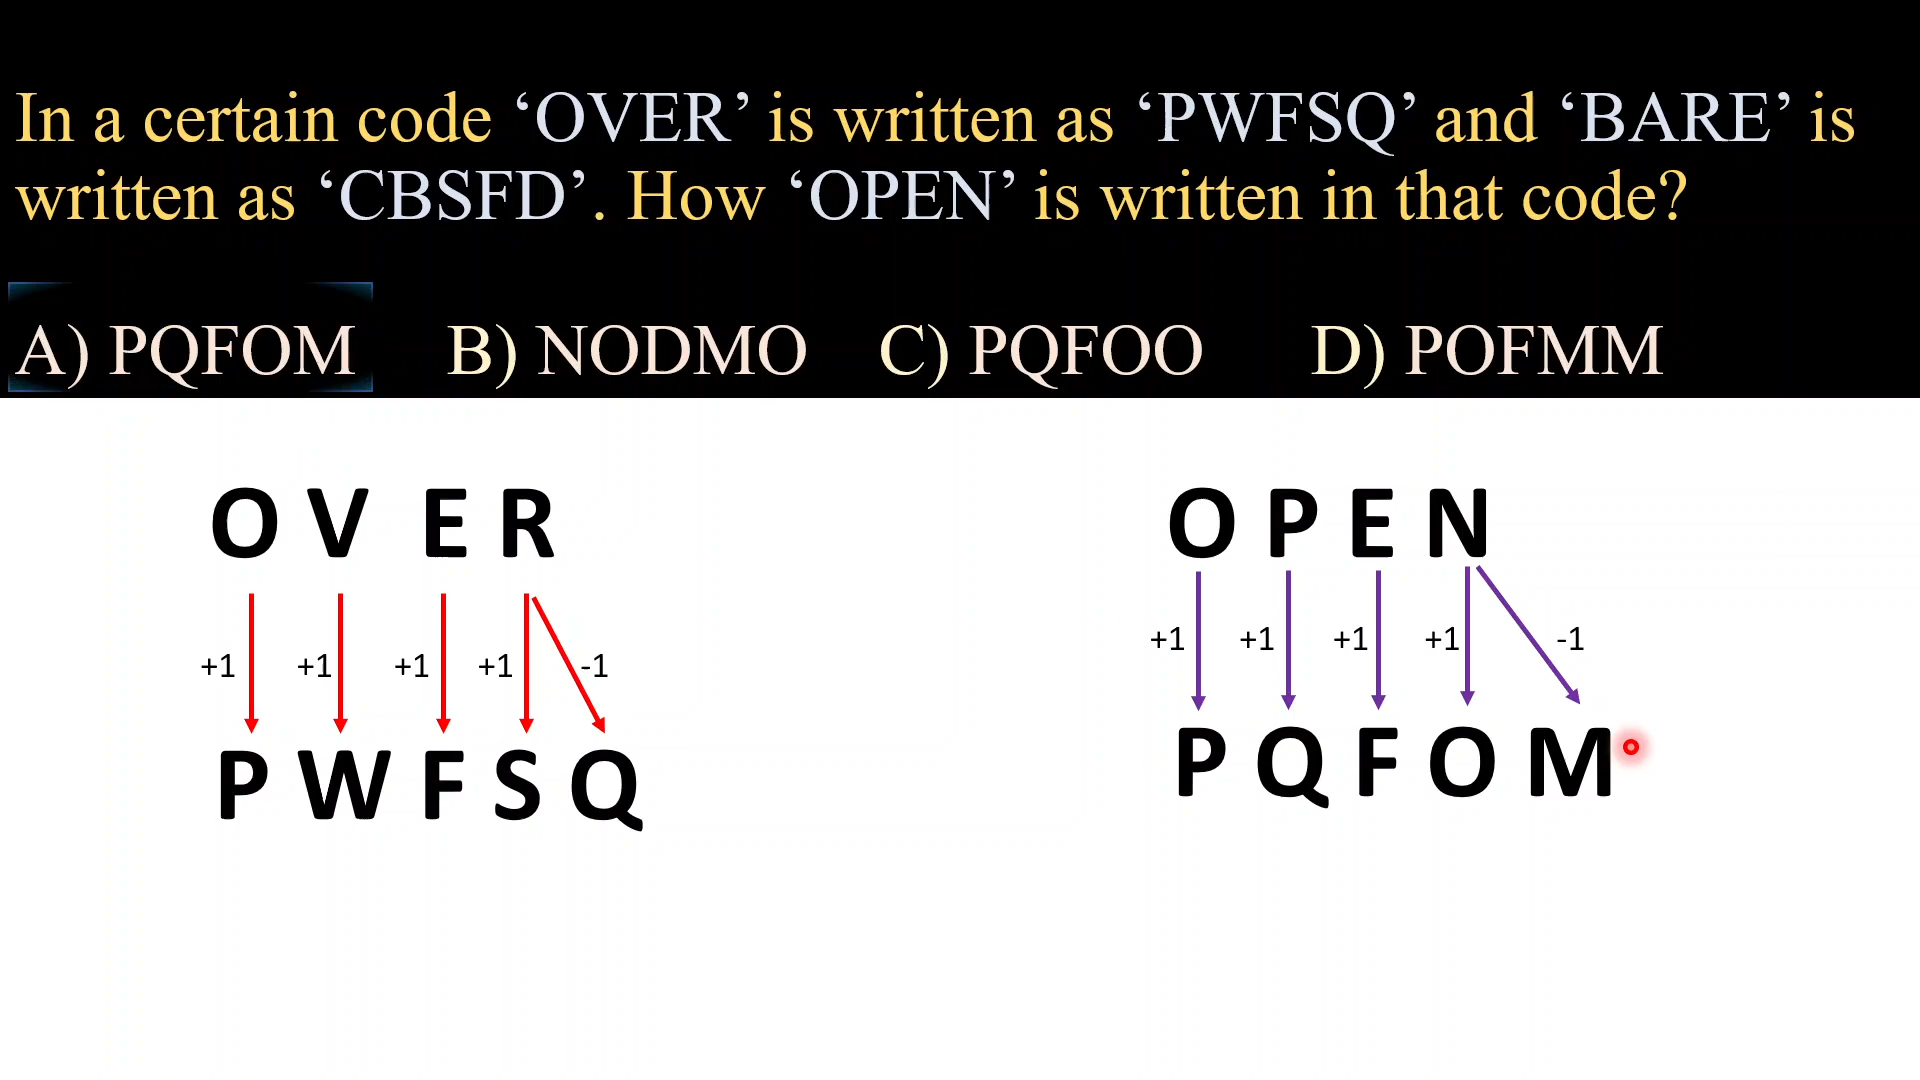 In a certain code ‘OVER’ is written as ‘PWFSQ’ and ‘BARE’ is
written as ‘CBSFD’. How ‘OPEN’ is written in that code?
A) PQFOM B) NODMO C) PQFOO D) POFMM
O V E R
+1 +1 +1 +1 -1
P W F S Q
O P E N
+1 +1 +1 +1 -1
P Q F O M